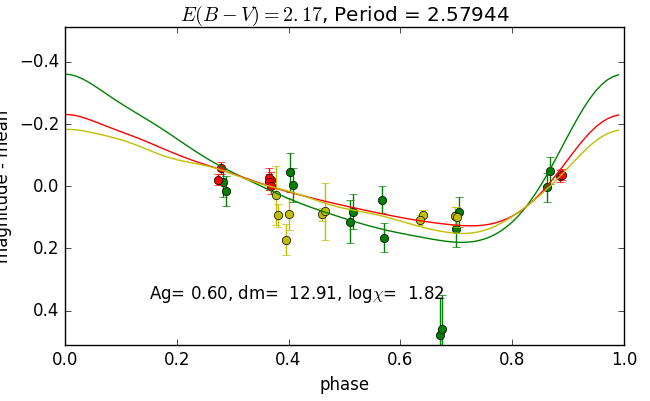 E(B − V) = 2.17, Period = 2.57944
magnitude - mean
−0.4
−0.2
0.0
0.2
0.4
Ag= 0.60, dm=  12.91, logχ=  1.82
0.0 0.2 0.4 0.6 0.8 1.0
phase